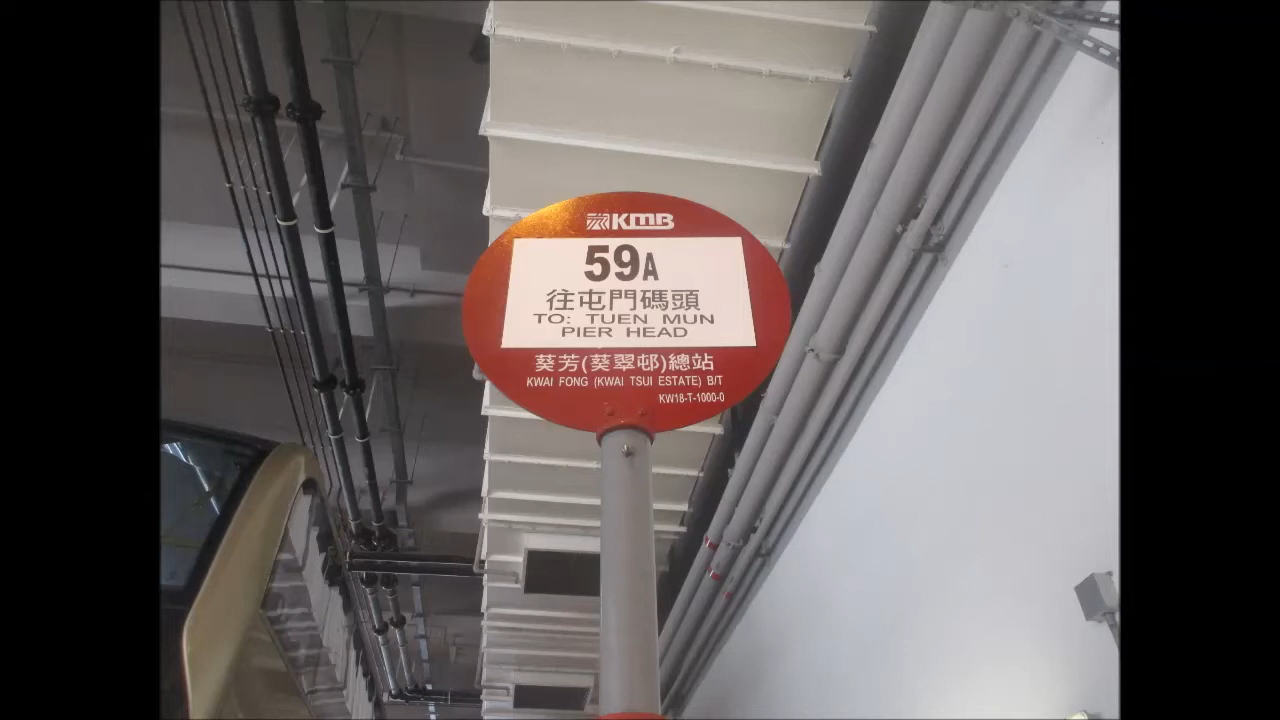 KMB
59A
往屯門碼頭
TO: TUEN MUN
PIER HEAD
葵芳(葵翠邨)總站
KWAI FONG (KWAI TSUI ESTATE) B/T
KW18-T-1000-0